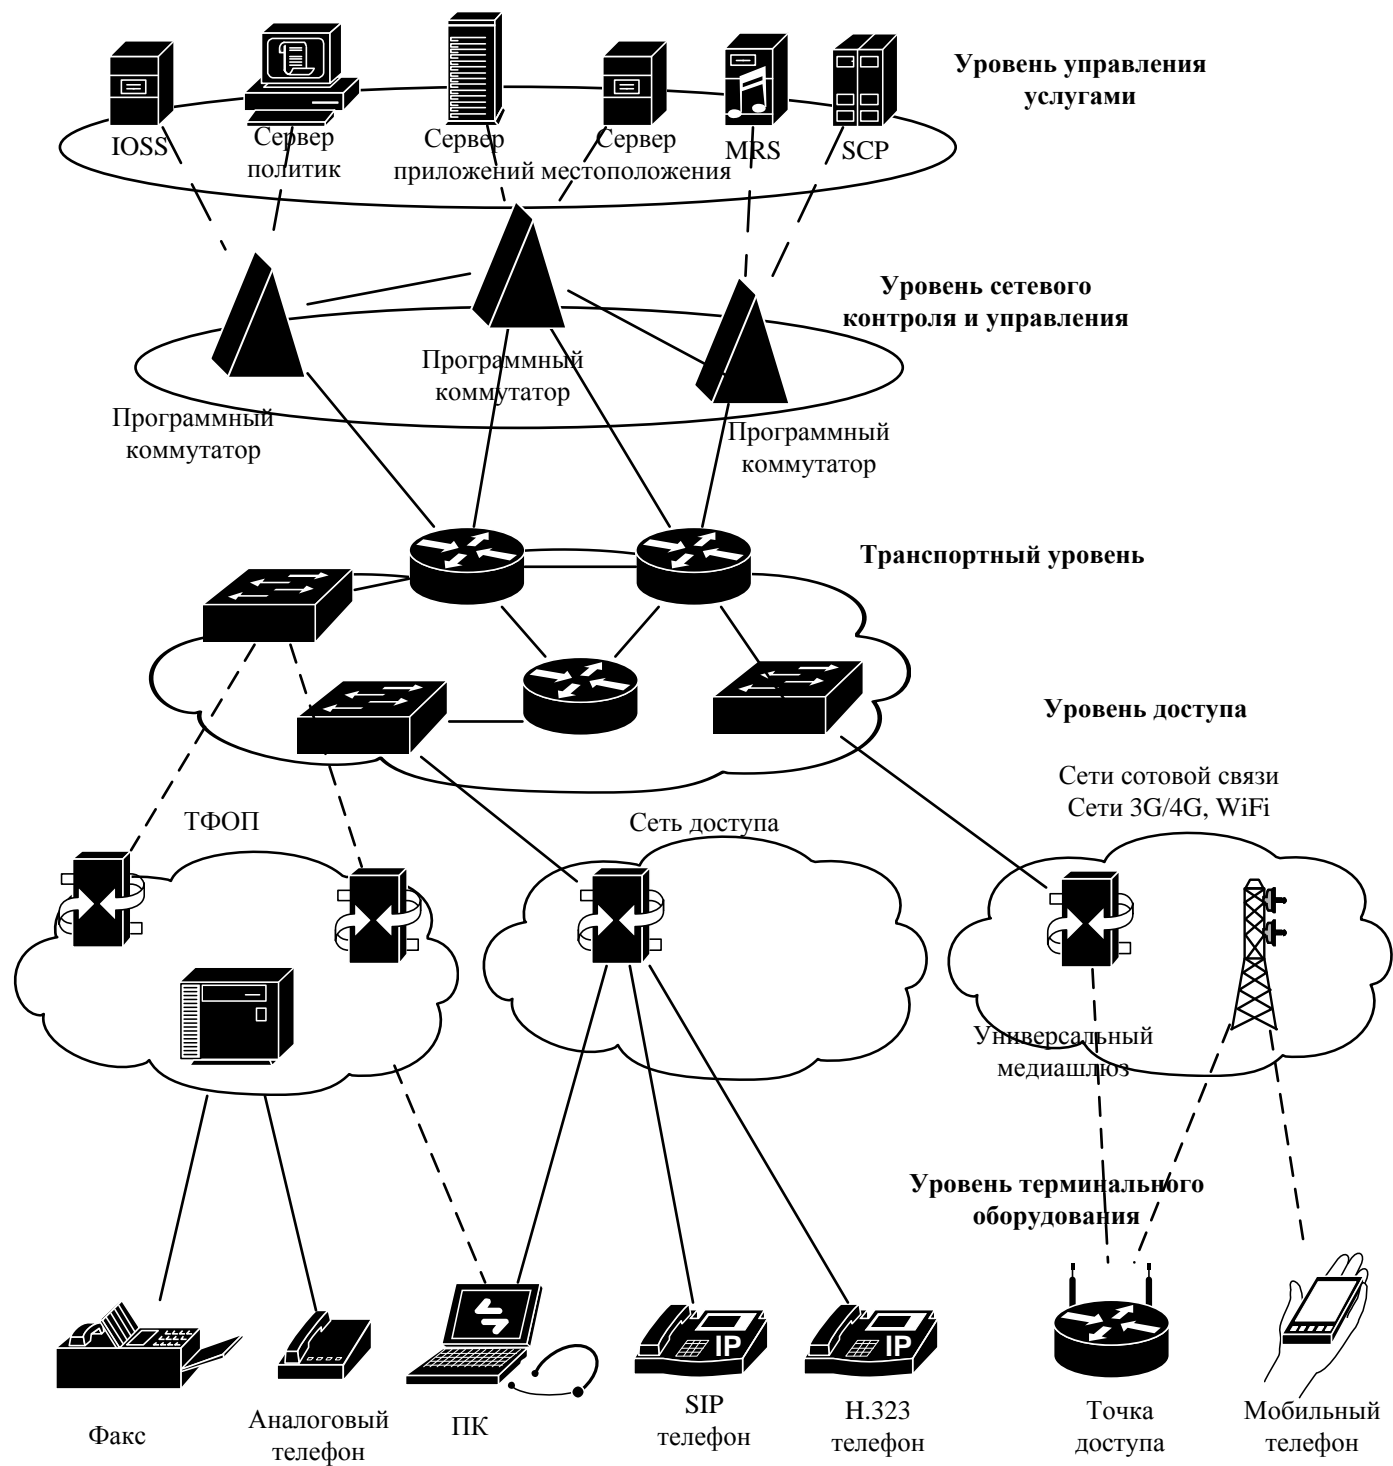 Уровень управления
услугами
IOSS
Сервер
политик
Сервер
приложений
Сервер
местоположения
MRS
SCP
Уровень сетевого
контроля и управления
Программный
коммутатор
Программный
коммутатор
Программный
коммутатор
Транспортный уровень
Уровень доступа
Сети сотовой связи
Сети 3G/4G, WiFi
ТФОП
Сеть доступа
Универсальный
медиашлюз
Уровень терминального
оборудования
IP
IP
Факс
Аналоговый
телефон
ПК
SIP
телефон
H.323
телефон
Точка
доступа
Мобильный
телефон